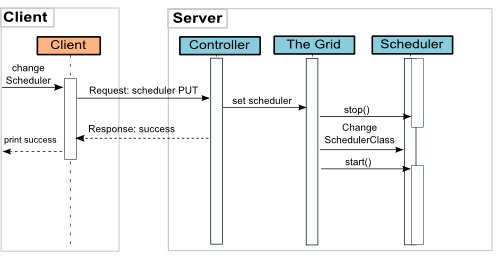 Client
Server
Client
Controller
The Grid
Scheduler
change
Scheduler
Request: scheduler PUT
set scheduler
stop()
Change
SchedulerClass
Response: success
print success
start()